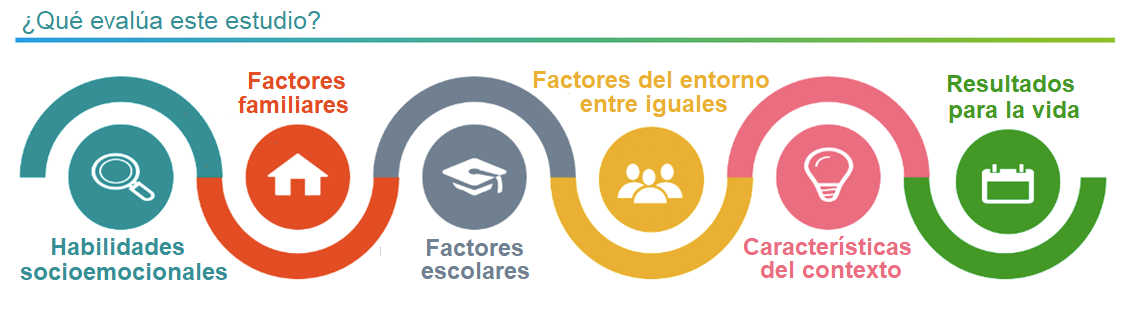 ¿Qué evalúa este estudio?
Habilidades
socioemocionales
Factores
familiares
Factores
escolares
Factores del entorno
entre iguales
Características
del contexto
Resultados
para la vida